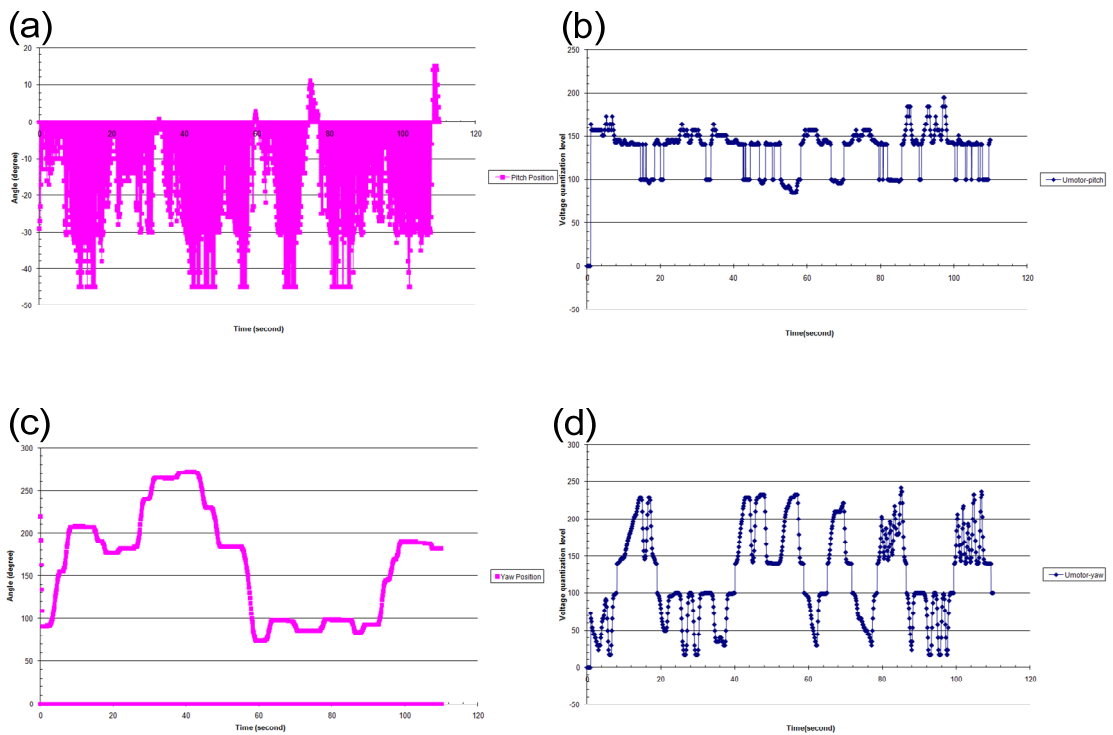 (a)
20
10
0
-10
-20
-30
-40
-50
0 20 40 60 80 100 120
Angle (degree)
Time (second)
Pitch Position
(b)
250
200
150
100
50
0
-50
0 20 40 60 80 100 120
Voltage quantization level
Time(second)
Umotor-pitch
(c)
300
250
200
150
100
50
0
0 20 40 60 80 100 120
Angle (degree)
Time (second)
Yaw Position
(d)
300
250
200
150
100
50
0
-50
0 20 40 60 80 100 120
Voltage quantization level
Time(second)
Umotor-yaw